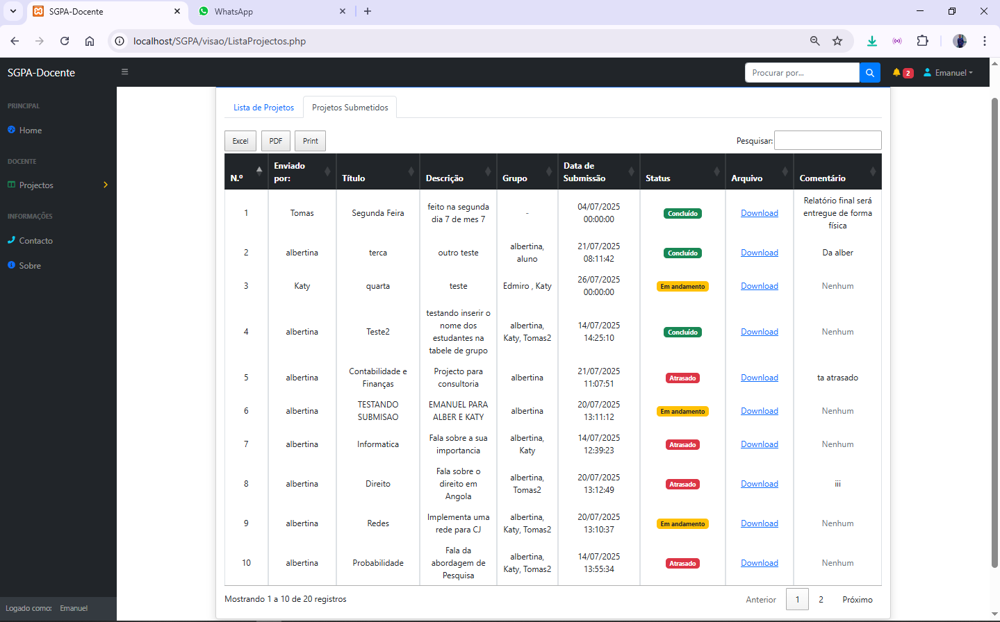 SGPA-Docente
WhatsApp
localhost/SGPA/visao/ListaProjectos.php
SGPA-Docente
Procurar por...
2
Emanuel
PRINCIPAL
Home
DOCENTE
Projectos
INFORMAÇÕES
Contacto
Sobre
Logado como: Emanuel
Lista de Projetos
Projetos Submetidos
Excel
PDF
Print
Pesquisar:
N.º
Enviado
por:
Título
Descrição
Grupo
Data de
Submissão
Status
Arquivo
Comentário
1
Tomas
Segunda Feira
feito na segunda
dia 7 de mes 7
-
04/07/2025
00:00:00
Concluído
Download
Relatório final será
entregue de forma
física
2
albertina
terca
outro teste
albertina,
aluno
21/07/2025
08:11:42
Concluído
Download
Da alber
3
Katy
quarta
teste
Edmiro , Katy
26/07/2025
00:00:00
Em andamento
Download
Nenhum
4
albertina
Teste2
testando inserir o
nome dos
estudantes na
tabele de grupo
albertina,
Katy, Tomas2
14/07/2025
14:25:10
Concluído
Download
Nenhum
5
albertina
Contabilidade e
Finanças
Projecto para
consultoria
albertina
21/07/2025
11:07:51
Atrasado
Download
ta atrasado
6
albertina
TESTANDO
SUBMISAO
EMANUEL PARA
ALBER E KATY
albertina
20/07/2025
13:11:12
Em andamento
Download
Nenhum
7
albertina
Informatica
Fala sobre a sua
importancia
albertina,
Katy
14/07/2025
12:39:23
Atrasado
Download
Nenhum
8
albertina
Direito
Fala sobre o
direito em
Angola
albertina,
Tomas2
20/07/2025
13:12:49
Atrasado
Download
iii
9
albertina
Redes
Implementa uma
rede para CJ
albertina,
Katy, Tomas2
20/07/2025
13:10:37
Em andamento
Download
Nenhum
10
albertina
Probabilidade
Fala da
abordagem de
Pesquisa
albertina,
Katy, Tomas2
14/07/2025
13:55:34
Atrasado
Download
Nenhum
Mostrando 1 a 10 de 20 registros
Anterior
1
2
Próximo